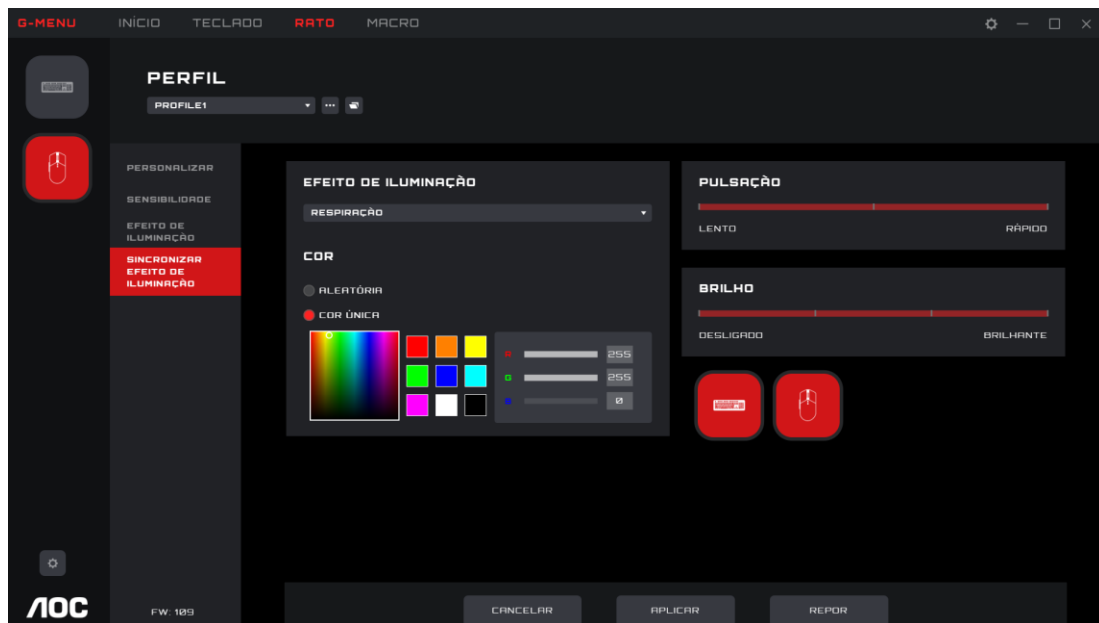 G-MENU INÍCIO TECLADO RATO MACRO
PERFIL
PROFILE1
PERSONALIZAR
SENSIBILIDADE
EFEITO DE
ILUMINAÇÃO
SINCRONIZAR
EFEITO DE
ILUMINAÇÃO
EFEITO DE ILUMINAÇÃO
RESPIRAÇÃO
COR
ALEATÓRIA
COR ÚNICA
R 255
G 255
B 0
PULSAÇÃO
LENTO RÁPIDO
BRILHO
DESLIGADO BRILHANTE
AOC
FW: 109
CANCELAR APLICAR REPOR